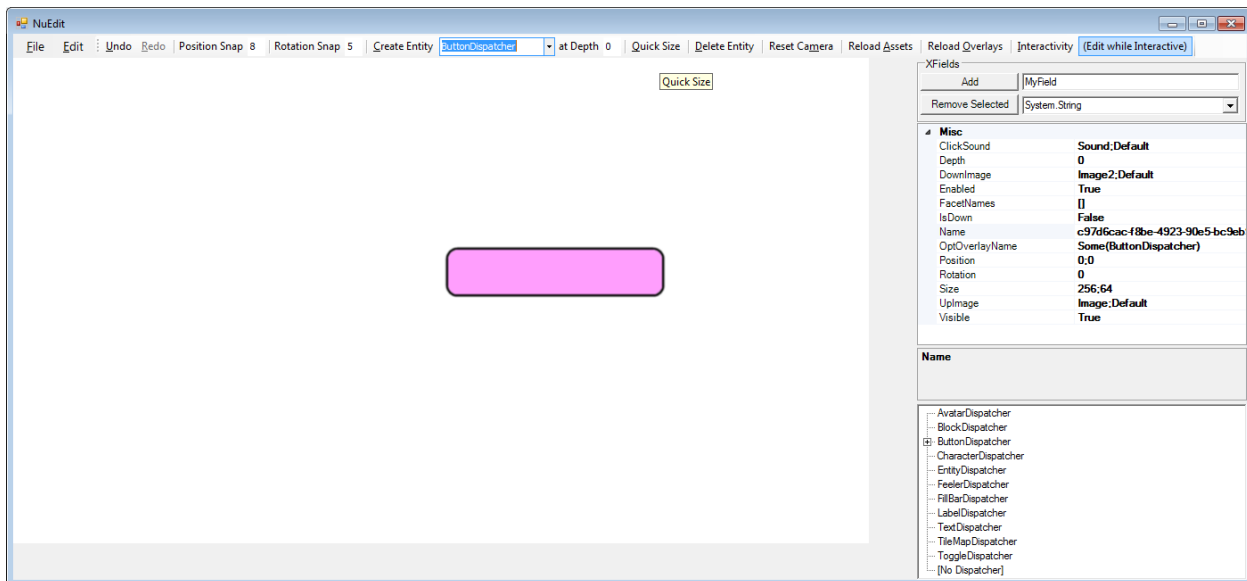 NuEdit
File Edit Undo Redo Position Snap 8 Rotation Snap 5 Create Entity ButtonDispatcher at Depth 0 Quick Size Delete Entity Reset Camera Reload Assets Reload Overlays Interactivity (Edit while Interactive)
Quick Size
XFields
Add MyField
Remove Selected System.String
Misc
ClickSound Sound;Default
Depth 0
DownImage Image2;Default
Enabled True
FacetNames []
IsDown False
Name c97d6cac-f8be-4923-90e5-bc9eb
OptOverlayName Some(ButtonDispatcher)
Position 0;0
Rotation 0
Size 256;64
UpImage Image;Default
Visible True
Name
AvatarDispatcher
BlockDispatcher
ButtonDispatcher
CharacterDispatcher
EntityDispatcher
FeelerDispatcher
FillBarDispatcher
LabelDispatcher
TextDispatcher
TileMapDispatcher
ToggleDispatcher
[No Dispatcher]